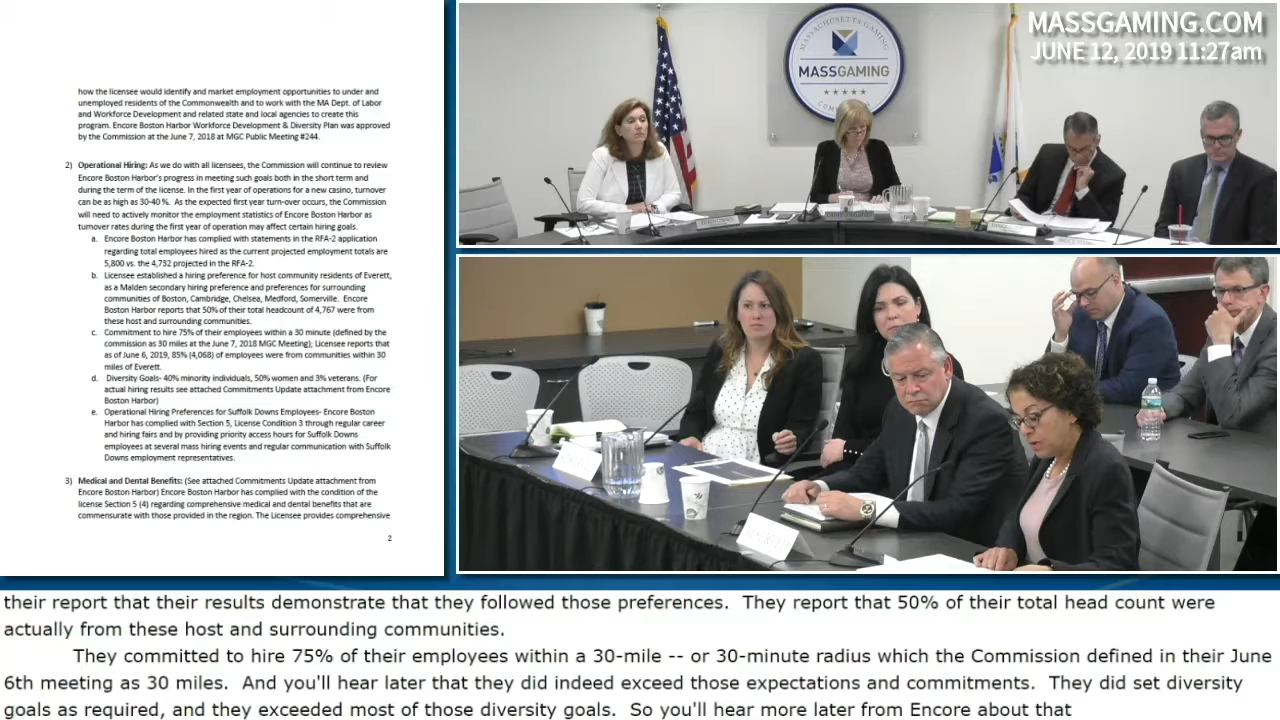 how the licensee would identify and market employment opportunities to under and
unemployed residents of the Commonwealth and to work with the MA Dept. of Labor
and Workforce Development and related state and local agencies to create this
program. Encore Boston Harbor Workforce Development & Diversity Plan was approved
by the Commission at the June 7, 2018 at MGC Public Meeting #244.
2) Operational Hiring: As we do with all licensees, the Commission will continue to review
Encore Boston Harbor's progress in meeting such goals both in the short term and
during the term of the license. In the first year of operations for a new casino, turnover
can be as high as 30-40 %. As the expected first year turn-over occurs, the Commission
will need to actively monitor the employment statistics of Encore Boston Harbor as
turnover rates during the first year of operation may affect certain hiring goals.
a. Encore Boston Harbor has complied with statements in the RFA-2 application
regarding total employees hired as the current projected employment totals are
5,800 vs. the 4,732 projected in the RFA-2.
b. Licensee established a hiring preference for host community residents of Everett,
as a Malden secondary hiring preference and preferences for surrounding
communities of Boston, Cambridge, Chelsea, Medford, Somerville. Encore
Boston Harbor reports that 50% of their total headcount of 4,767 were from
these host and surrounding communities.
c. Commitment to hire 75% of their employees within a 30 minute (defined by the
commission as 30 miles at the June 7, 2018 MGC Meeting); Licensee reports that
as of June 6, 2019, 85% (4,068) of employees were from communities within 30
miles of Everett.
d. Diversity Goals- 40% minority individuals, 50% women and 3% veterans. (For
actual hiring results see attached Commitments Update attachment from Encore
Boston Harbor)
e. Operational Hiring Preferences for Suffolk Downs Employees- Encore Boston
Harbor has complied with Section 5, License Condition 3 through regular career
and hiring fairs and by providing priority access hours for Suffolk Downs
employees at several mass hiring events and regular communication with Suffolk
Downs employment representatives.
3) Medical and Dental Benefits: (See attached Commitments Update attachment from
Encore Boston Harbor) Encore Boston Harbor has complied with the condition of the
license Section 5 (4) regarding comprehensive medical and dental benefits that are
commensurate with those provided in the region. The Licensee provides comprehensive
2
MASSACHUSETTS GAMING
MASSGAMING
★ ★ ★ ★ ★
MASSGAMING.COM
JUNE 12, 2019 11:27am
their report that their results demonstrate that they followed those preferences. They report that 50% of their total head count were
actually from these host and surrounding communities.
They committed to hire 75% of their employees within a 30-mile -- or 30-minute radius which the Commission defined in their June
6th meeting as 30 miles. And you'll hear later that they did indeed exceed those expectations and commitments. They did set diversity
goals as required, and they exceeded most of those diversity goals. So you'll hear more later from Encore about that